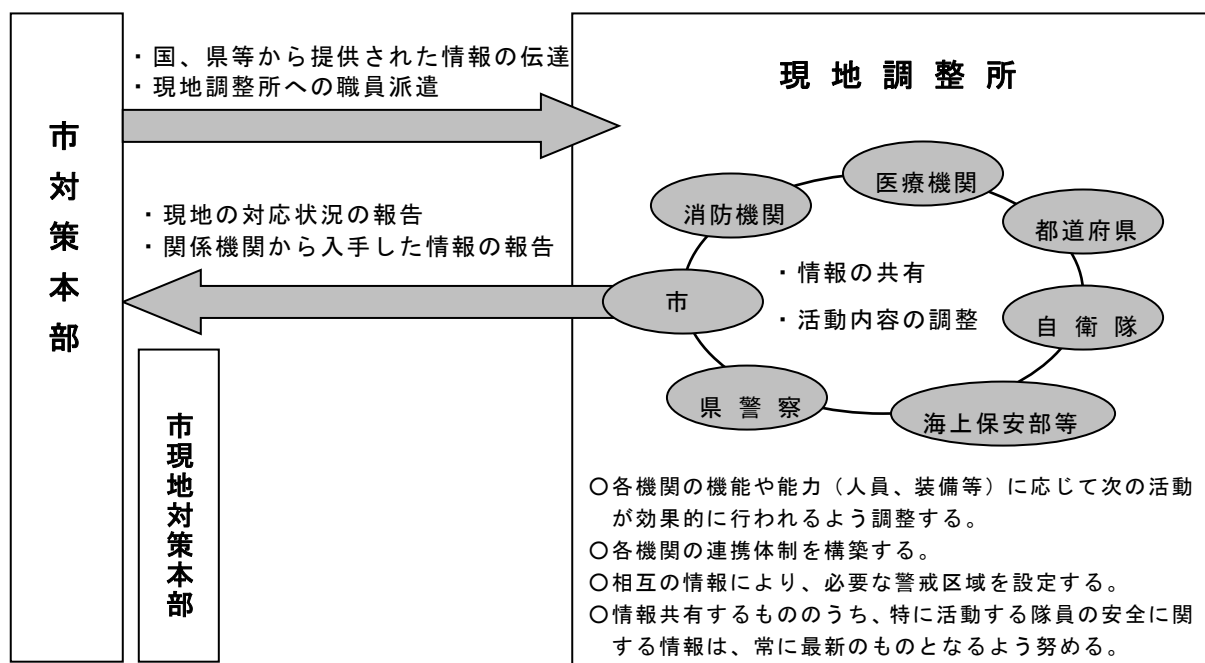 市対策本部
・国、県等から提供された情報の伝達
・現地調整所への職員派遣
・現地の対応状況の報告
・関係機関から入手した情報の報告
市現地対策本部
現地調整所
医療機関
消防機関
都道府県
・情報の共有
市
・活動内容の調整
自衛隊
県警察
海上保安部等
○各機関の機能や能力（人員、装備等）に応じて次の活動
が効果的に行われるよう調整する。
○各機関の連携体制を構築する。
○相互の情報により、必要な警戒区域を設定する。
○情報共有するもののうち、特に活動する隊員の安全に関
する情報は、常に最新のものとなるよう努める。